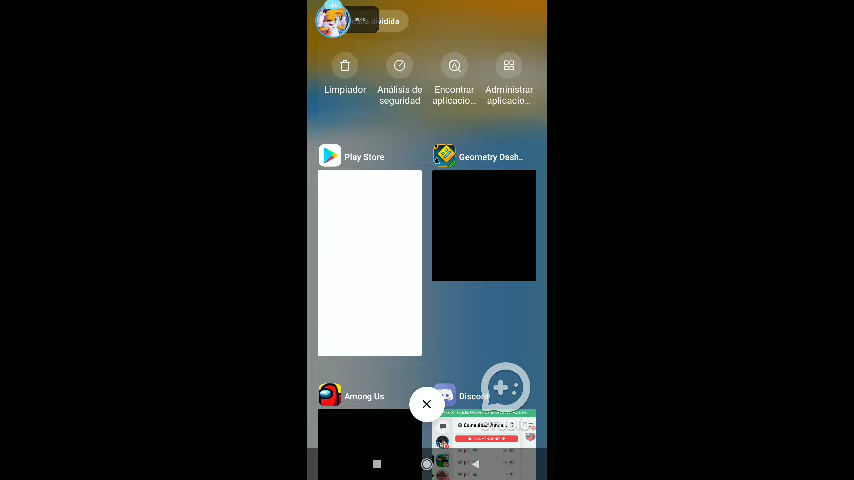 dividida
Limpiador
Análisis de
seguridad
Encontrar
aplicacio...
Administrar
aplicacio...
Play Store
Geometry Dash..
Among Us
Discord